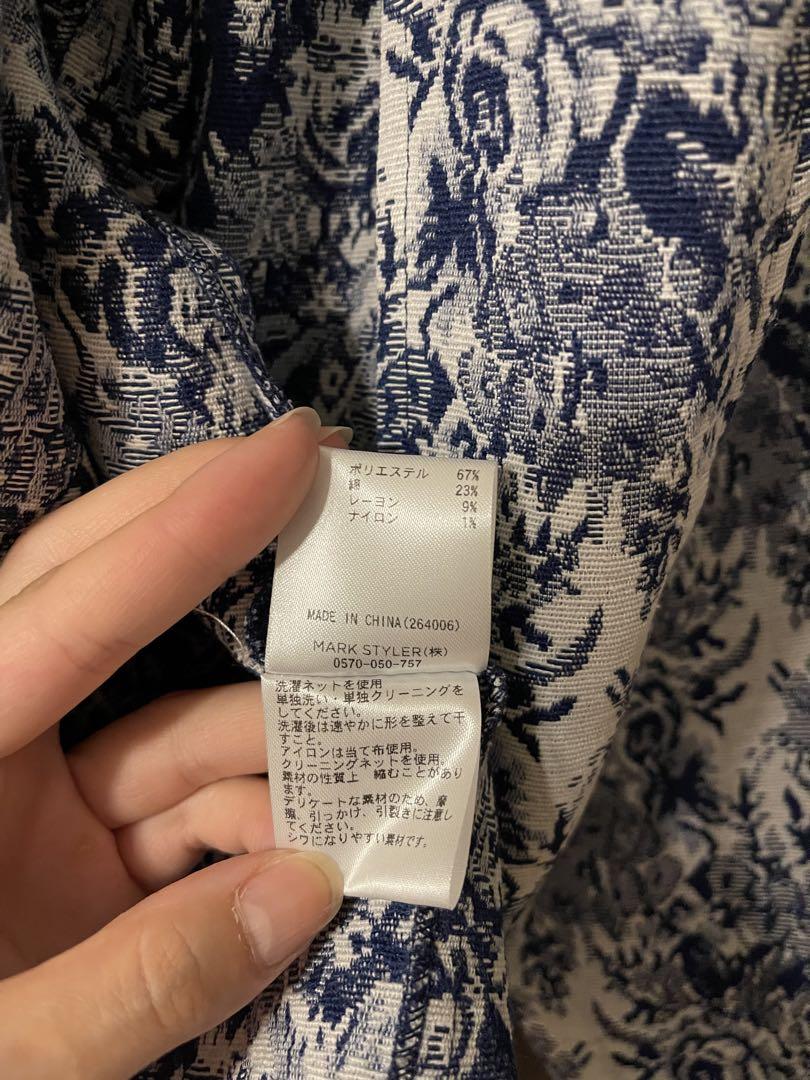 ポリエステル 67%
綿 23%
レーヨン 9%
ナイロン 1%
MADE IN CHINA(264006)
MARK STYLER(株)
0570-050-757
洗濯ネットを使用
単独洗い・単独クリーニングを
してください。
洗濯後は速やかに形を整えて干
すこと。
アイロンは当て布使用。
クリーニングネットを使用。
素材の性質上 縮むことがあり
ます。
デリケートな素材のため、摩
擦、引っかけ、引裂きに注意し
てください。
シワになりやすい素材です。